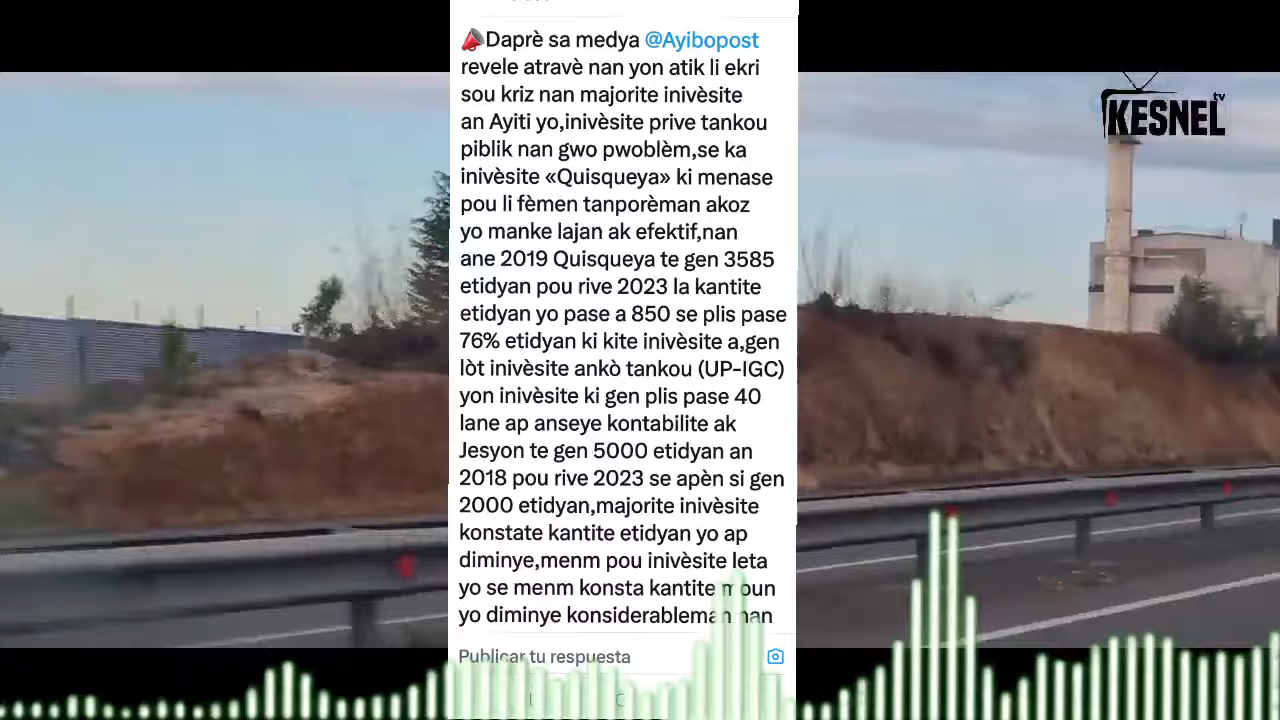 📣Daprè sa medya @Ayibopost
revele atravè nan yon atik li ekri
sou kriz nan majorite inivèsite
an Ayiti yo,inivèsite prive tankou
piblik nan gwo pwoblèm,se ka
inivèsite «Quisqueya» ki menase
pou li fèmen tanporèman akoz
yo manke lajan ak efektif,nan
ane 2019 Quisqueya te gen 3585
etidyan pou rive 2023 la kantite
etidyan yo pase a 850 se plis pase
76% etidyan ki kite inivèsite a,gen
lòt inivèsite ankò tankou (UP-IGC)
yon inivèsite ki gen plis pase 40
lane ap anseye kontabilite ak
Jesyon te gen 5000 etidyan an
2018 pou rive 2023 se apèn si gen
2000 etidyan,majorite inivèsite
konstate kantite etidyan yo ap
diminye,menm pou inivèsite leta
yo se menm konsta kantite moun
yo diminye konsiderableman nan
Publicar tu respuesta
KESNEL tv